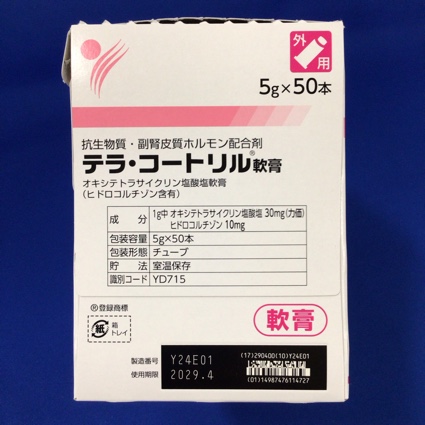 外用
5g×50本
抗生物質・副腎皮質ホルモン配合剤
テラ・コートリル®軟膏
オキシテトラサイクリン塩酸塩軟膏
（ヒドロコルチゾン含有）
成分 1g中 オキシテトラサイクリン塩酸塩 30mg（力価）
ヒドロコルチゾン 10mg
包装容量 5g×50本
包装形態 チューブ
貯法 室温保存
識別コード YD715
®登録商標
紙 箱
トレイ
軟膏
製造番号 Y24E01
使用期限 2029.4
(17)290400(10)Y24E01
(01)14987476114727